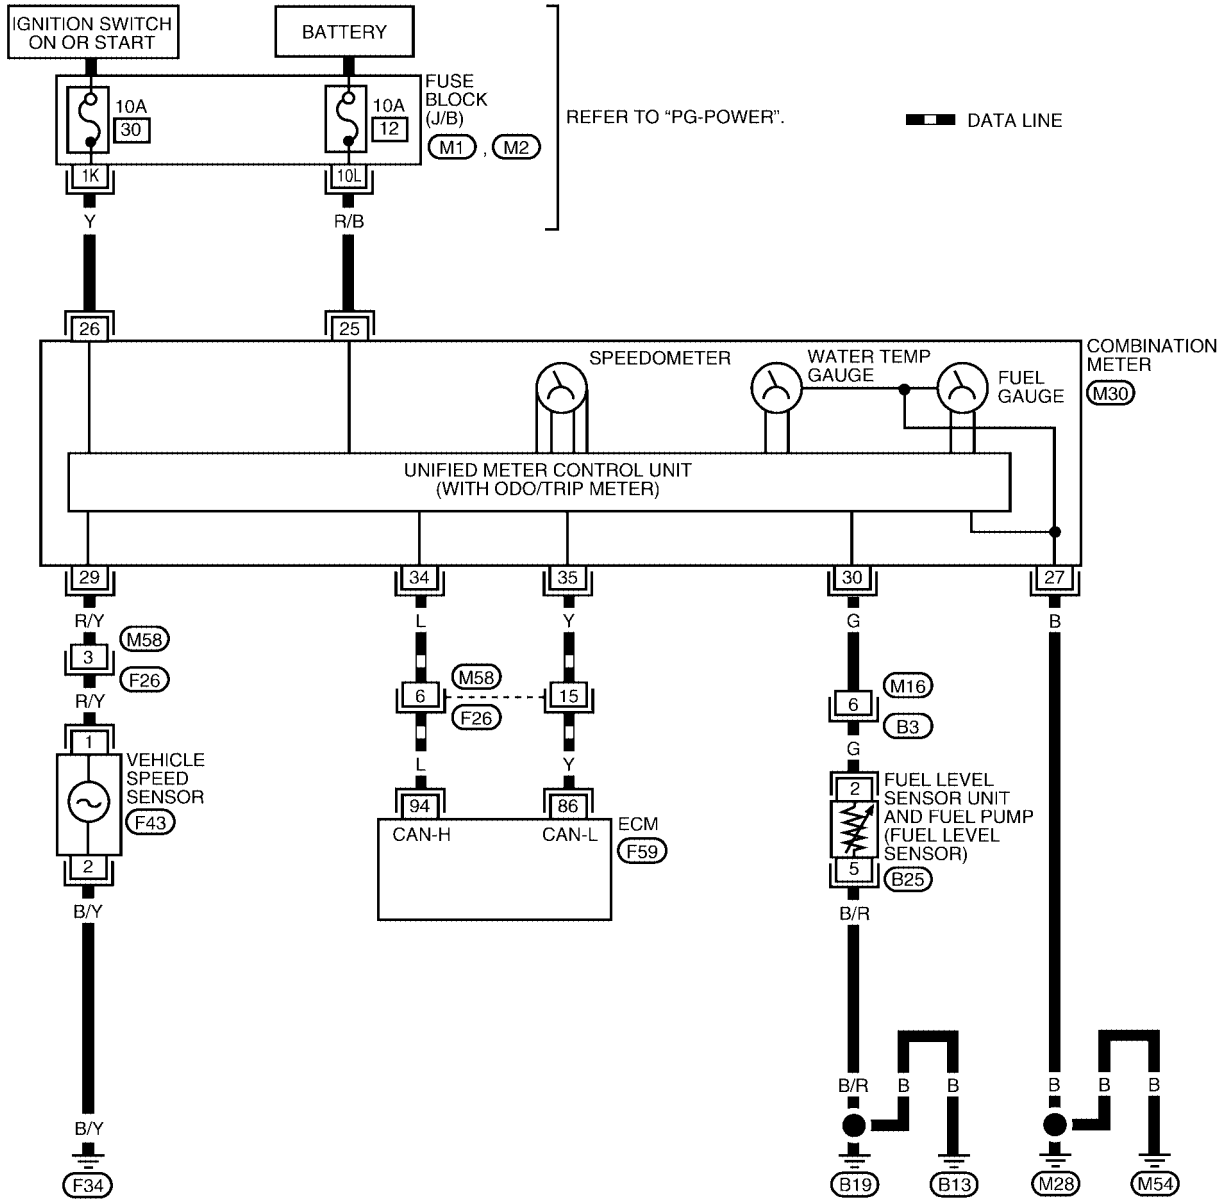 IGNITION SWITCH
ON OR START
BATTERY
10A
30
10A
12
FUSE
BLOCK
(J/B)
M1 , M2
REFER TO “PG-POWER”.
DATA LINE
1K
10L
Y
R/B
26
25
SPEEDOMETER
WATER TEMP
GAUGE
FUEL
GAUGE
COMBINATION
METER
M30
UNIFIED METER CONTROL UNIT
(WITH ODO/TRIP METER)
29
34
35
30
27
R/Y
L
Y
G
B
3
M58
F26
R/Y
6
M58
F26
15
6
M16
B3
G
L
Y
1
VEHICLE
SPEED
SENSOR
F43
2
94
86
CAN-H
CAN-L
ECM
F59
2
FUEL LEVEL
SENSOR UNIT
AND FUEL PUMP
(FUEL LEVEL
SENSOR)
5
B25
B/Y
B/R
B/R
B
B
B
B
B
B/Y
F34
B19
B13
M28
M54